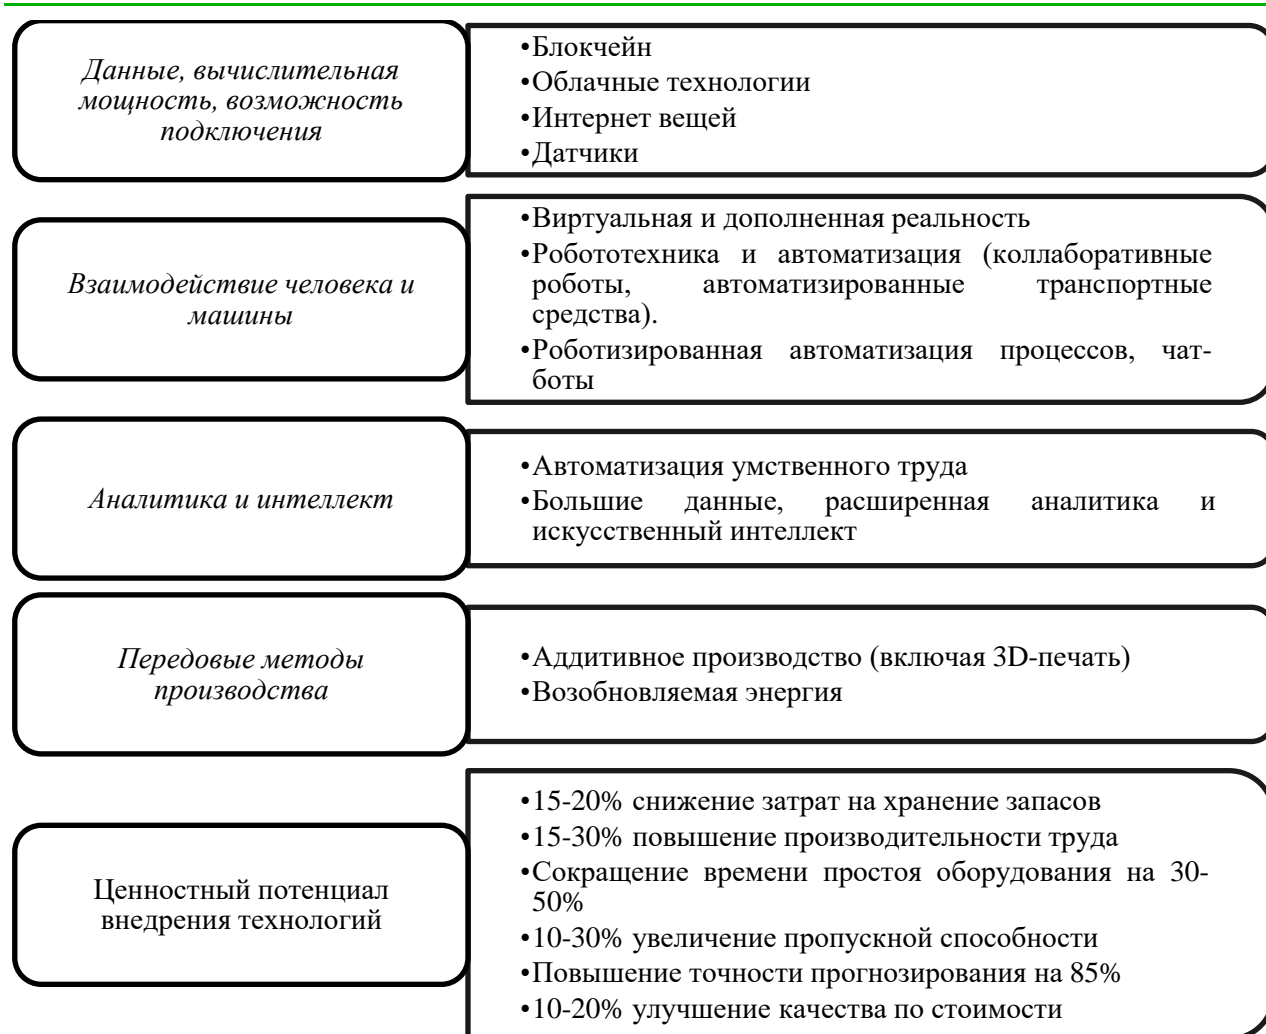 Данные, вычислительная
мощность, возможность
подключения
•Блокчейн
•Облачные технологии
•Интернет вещей
•Датчики
Взаимодействие человека и
машины
•Виртуальная и дополненная реальность
•Робототехника и автоматизация (коллаборативные
роботы, автоматизированные транспортные
средства).
•Роботизированная автоматизация процессов, чат-
боты
Аналитика и интеллект
•Автоматизация умственного труда
•Большие данные, расширенная аналитика и
искусственный интеллект
Передовые методы
производства
•Аддитивное производство (включая 3D-печать)
•Возобновляемая энергия
Ценностный потенциал
внедрения технологий
•15-20% снижение затрат на хранение запасов
•15-30% повышение производительности труда
•Сокращение времени простоя оборудования на 30-
50%
•10-30% увеличение пропускной способности
•Повышение точности прогнозирования на 85%
•10-20% улучшение качества по стоимости